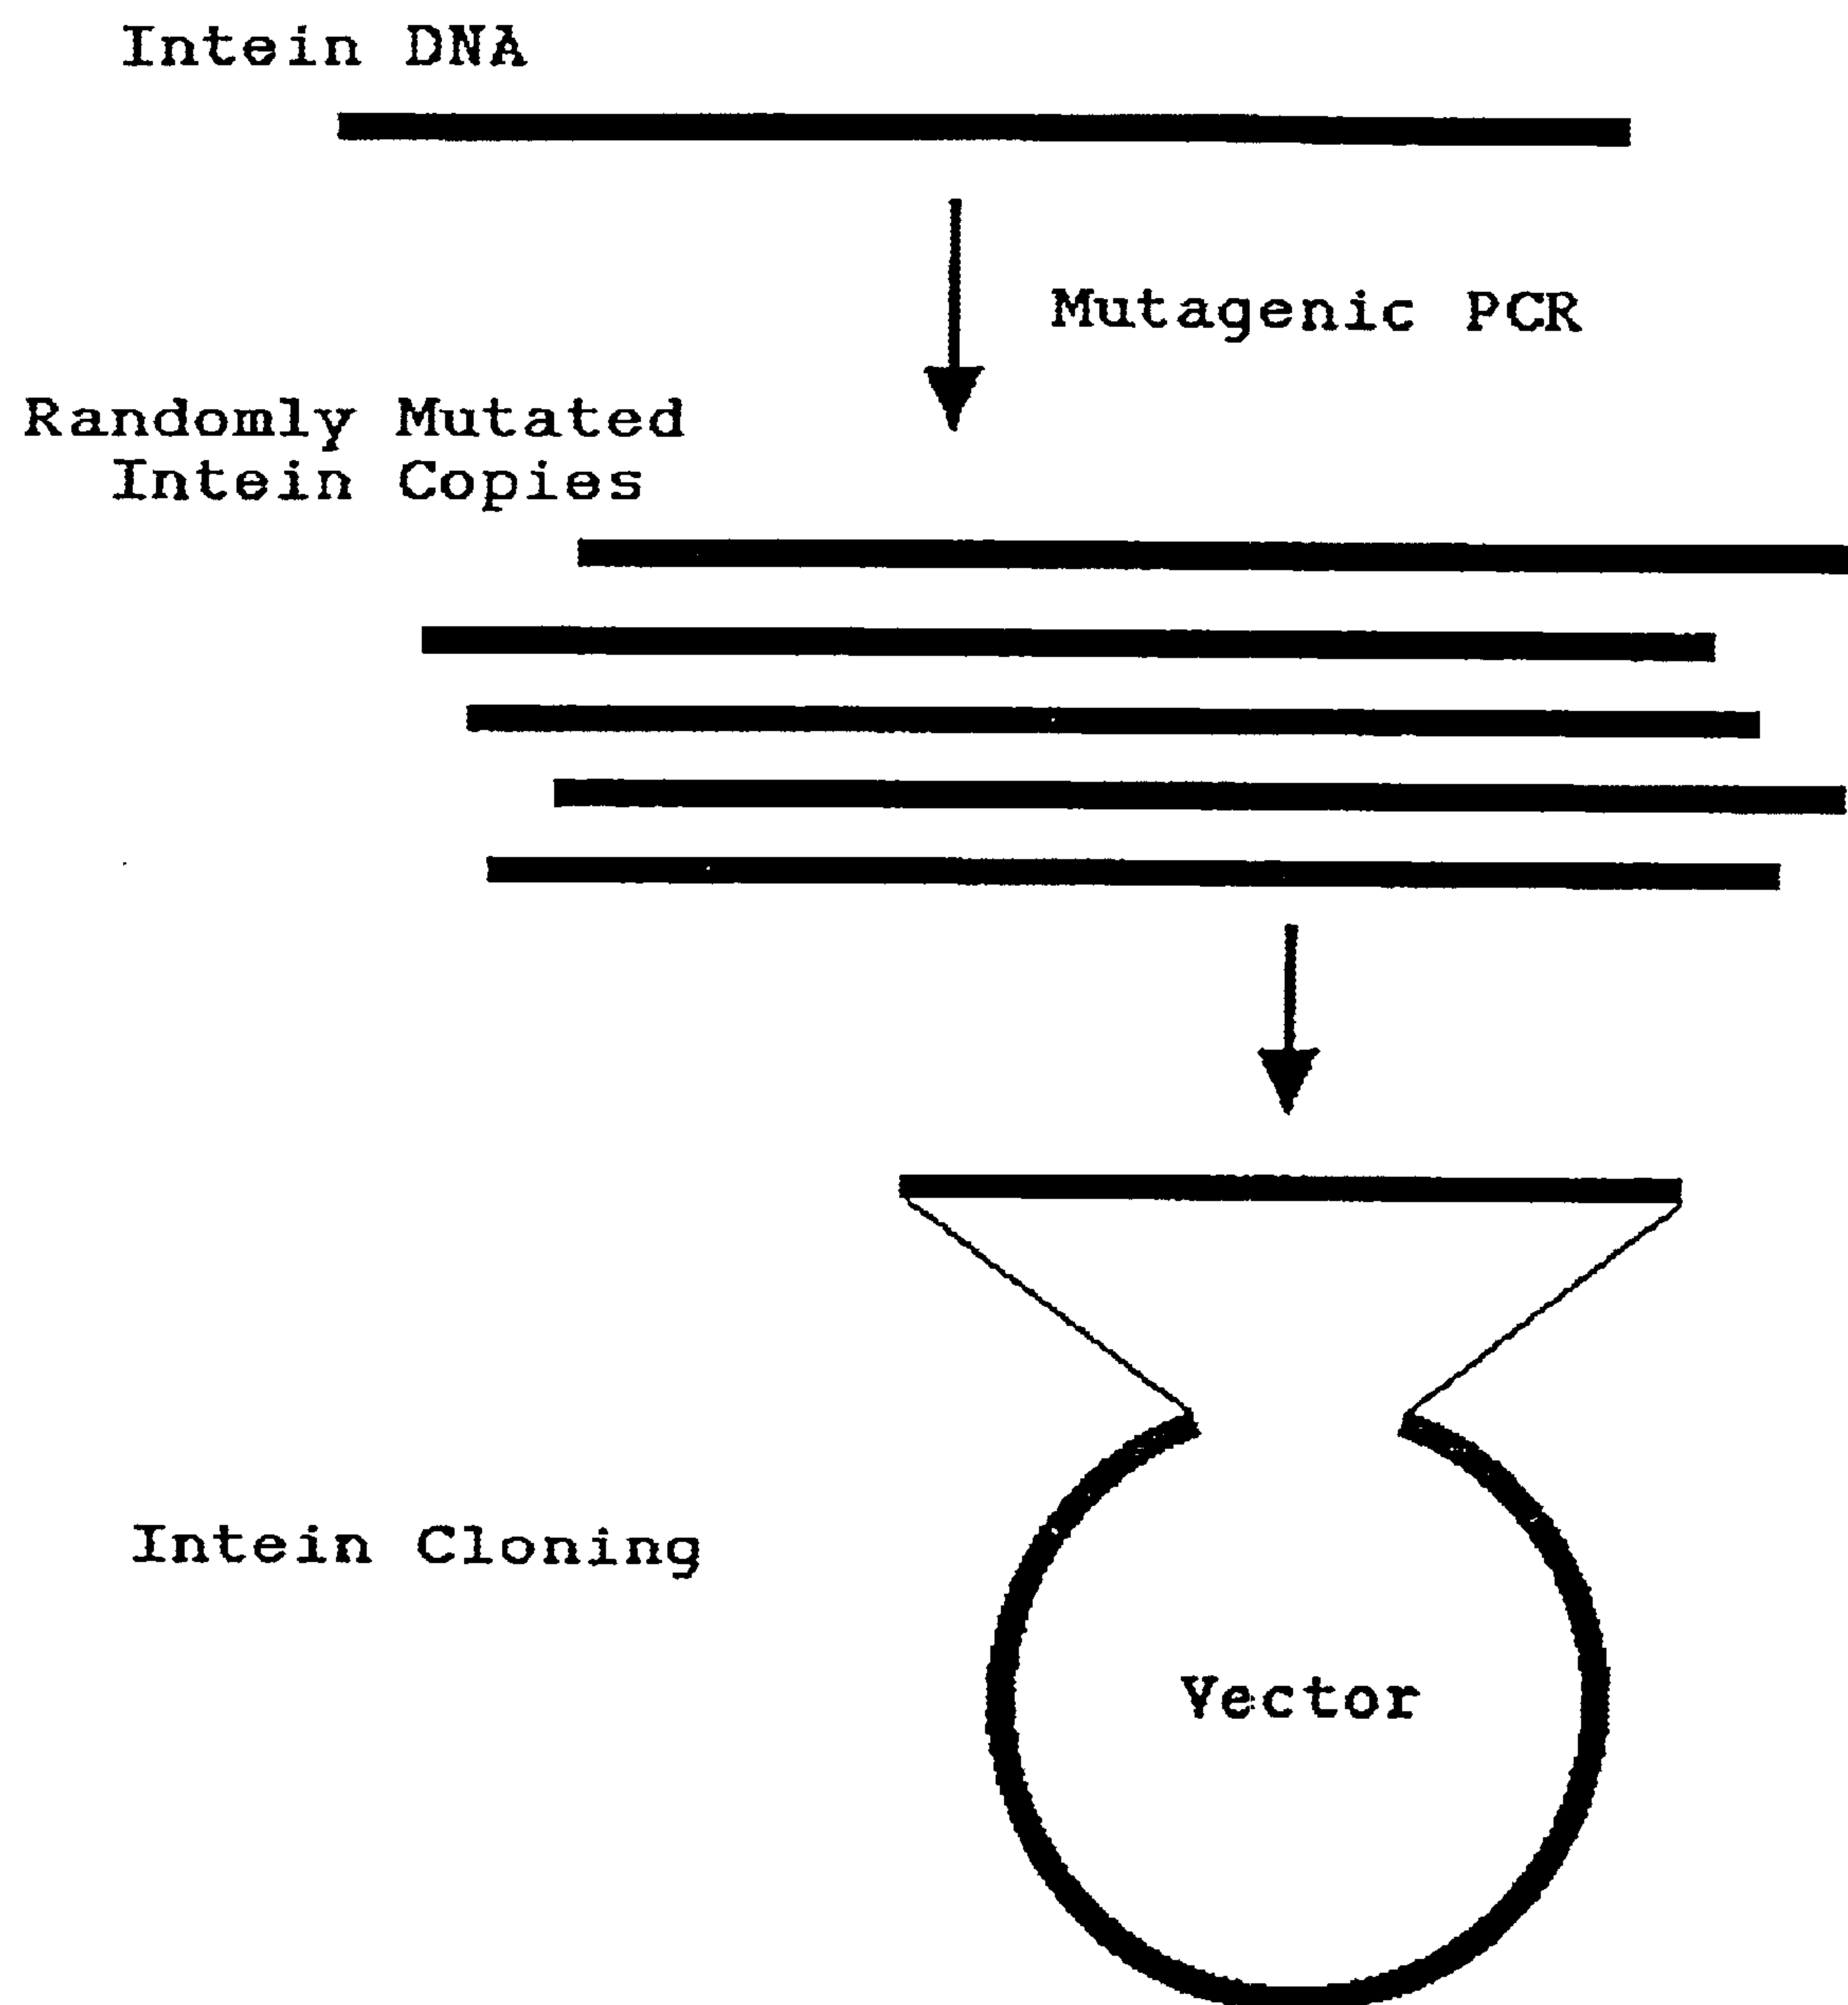 Intein DNA
Mutagenic PCR
Randomly Mutated
Intein Copies
Intein Cloning
Vector